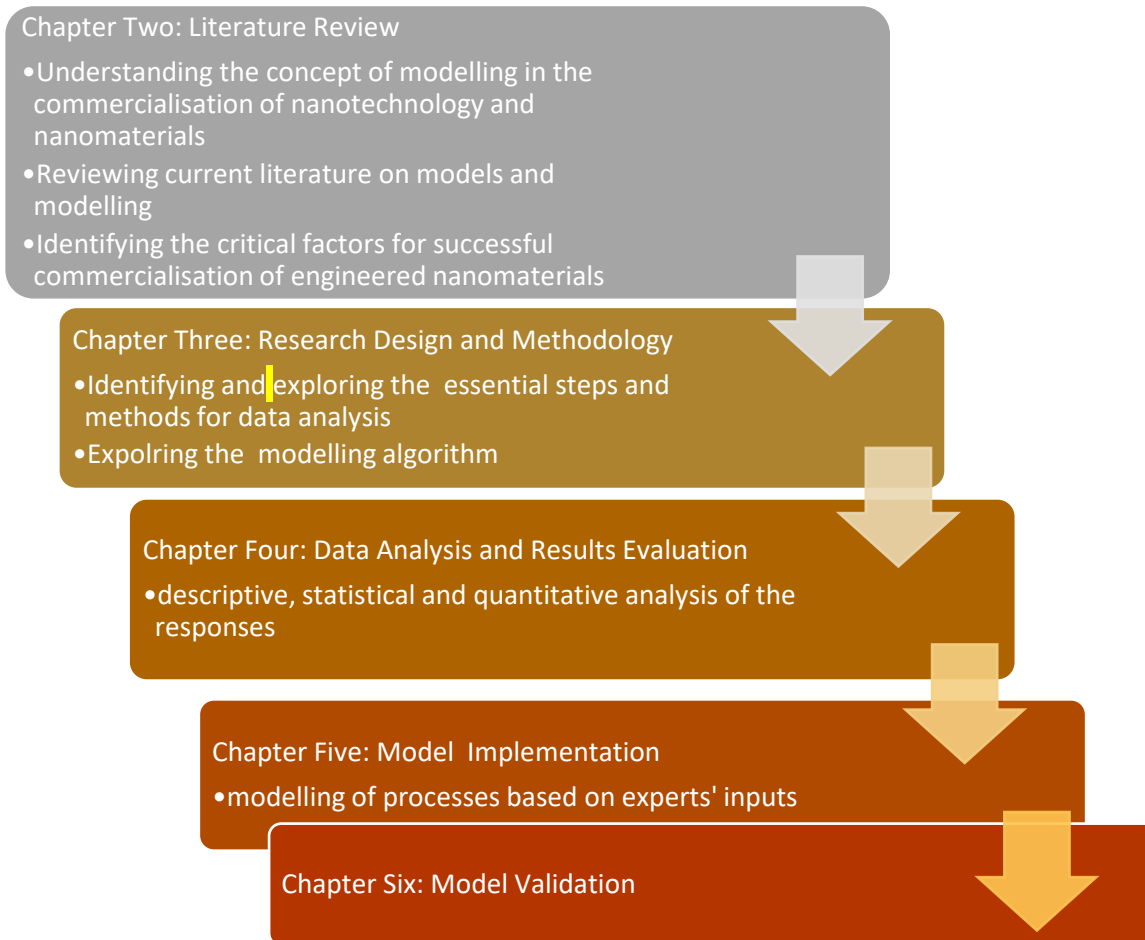 Chapter Two: Literature Review
•Understanding the concept of modelling in the
commercialisation of nanotechnology and
nanomaterials
•Reviewing current literature on models and
modelling
•Identifying the critical factors for successful
commercialisation of engineered nanomaterials
Chapter Three: Research Design and Methodology
•Identifying and exploring the  essential steps and
methods for data analysis
•Expolring the  modelling algorithm
Chapter Four: Data Analysis and Results Evaluation
•descriptive, statistical and quantitative analysis of the
responses
Chapter Five: Model  Implementation
•modelling of processes based on experts' inputs
Chapter Six: Model Validation